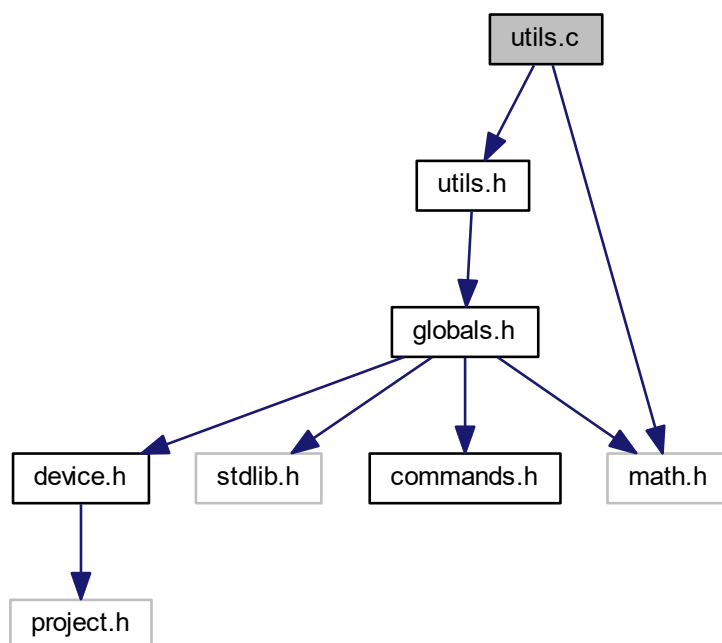 utils.c
utils.h
globals.h
device.h
stdlib.h
commands.h
math.h
project.h